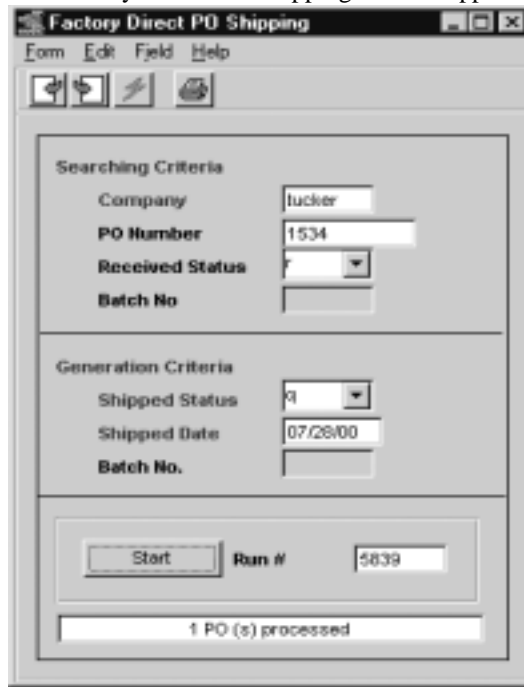 Factory Direct PO Shipping
Form Edit Field Help
Searching Criteria
Company tucker
PO Number 1534
Received Status r
Batch No
Generation Criteria
Shipped Status q
Shipped Date 07/28/00
Batch No.
Start Run # 5839
1 PO (s) processed